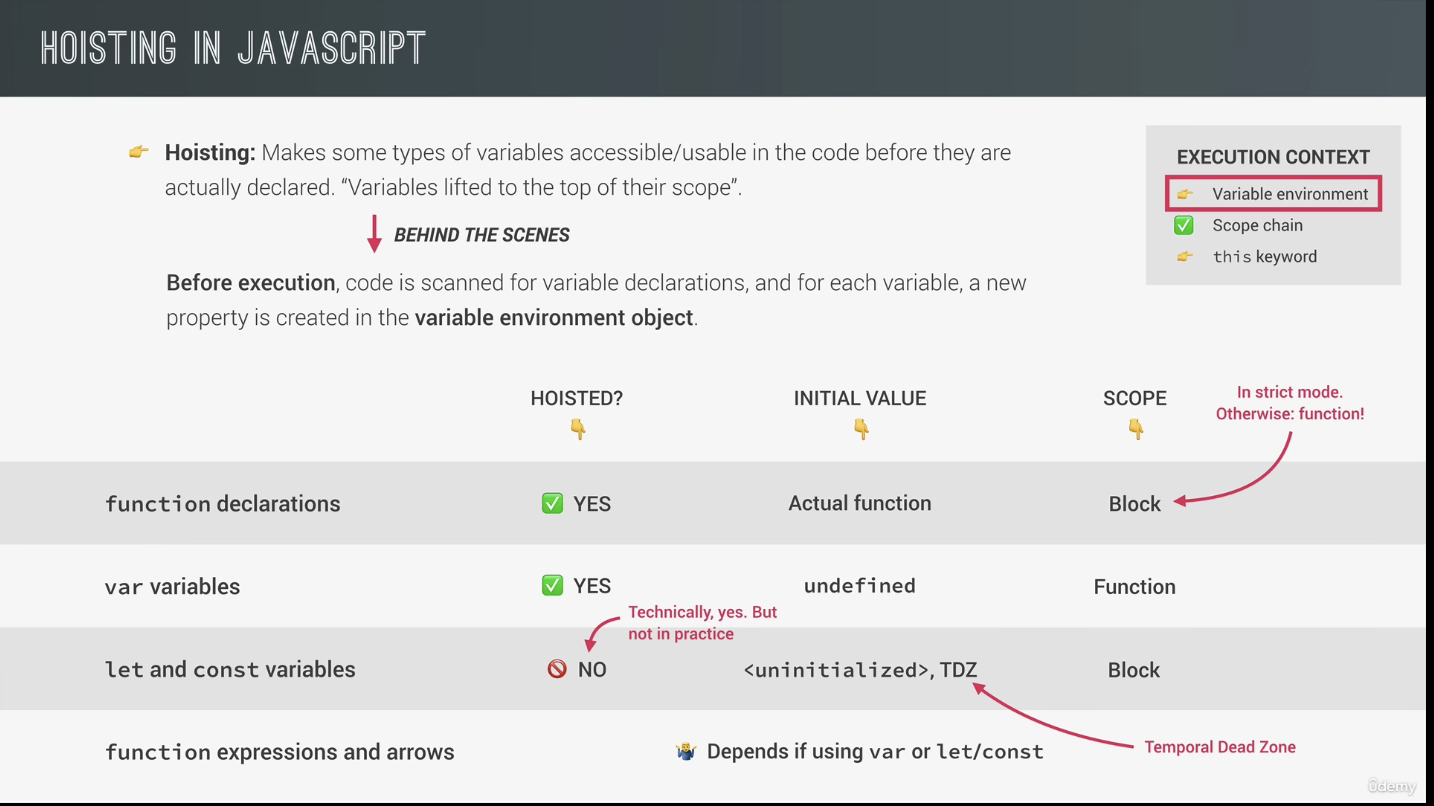 HOISTING IN JAVASCRIPT
👉 Hoisting: Makes some types of variables accessible/usable in the code before they are
actually declared. “Variables lifted to the top of their scope”.
BEHIND THE SCENES
Before execution, code is scanned for variable declarations, and for each variable, a new
property is created in the variable environment object.
EXECUTION CONTEXT
👉 Variable environment
✅ Scope chain
👉 this keyword
HOISTED? INITIAL VALUE SCOPE
👇 👇 👇
In strict mode.
Otherwise: function!
function declarations ✅ YES Actual function Block
var variables ✅ YES undefined Function
Technically, yes. But
not in practice
let and const variables 🚫 NO <uninitialized>, TDZ Block
function expressions and arrows 🤷‍♂️ Depends if using var or let/const
Temporal Dead Zone
ûdemy